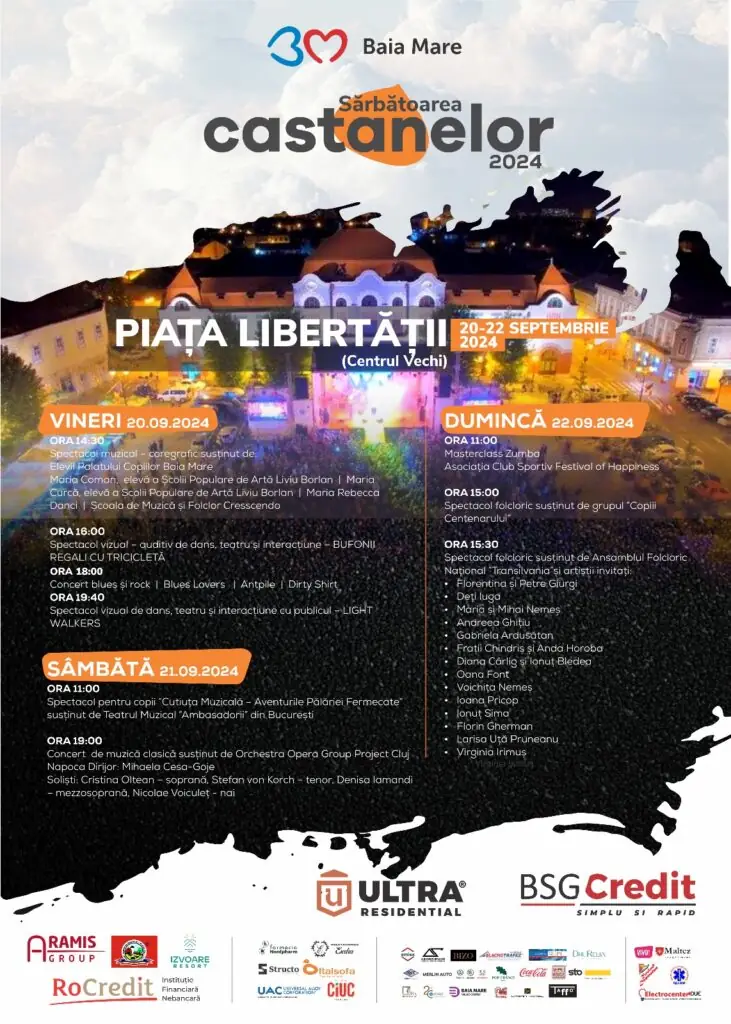 Baia Mare
Sărbătoarea
castanelor
2024
PIAȚA LIBERTĂȚII
(Centrul Vechi)
20-22 SEPTEMBRIE
2024
VINERI 20.09.2024
ORA 14:30
Spectacol muzical - coregrafic susținut de
Elevii Palatului Copiilor Baia Mare
Maria Coman, elevă a Școlii Populare de Artă Liviu Borlan | Maria
Curcă, elevă a Școlii Populare de Artă Liviu Borlan | Maria Rebecca
Danci | Școala de Muzică și Folclor Cresscendo
ORA 16:00
Spectacol vizual – auditiv de dans, teatru și interacțiune – BUFONII
REGALI CU TRICICLETĂ
ORA 18:00
Concert blues și rock | Blues Lovers | Antpile | Dirty Shirt
ORA 19:40
Spectacol vizual de dans, teatru și interacțiune cu publicul – LIGHT
WALKERS
SÂMBĂTĂ 21.09.2024
ORA 11:00
Spectacol pentru copii "Cutiuța Muzicală – Aventurile Pălăriei Fermecate"
susținut de Teatrul Muzical "Ambasadorii" din București
ORA 19:00
Concert de muzică clasică susținut de Orchestra Opera Group Project Cluj
Napoca Dirijor: Mihaela Cesa-Goje
Soliști: Cristina Oltean – soprană, Stefan von Korch – tenor, Denisa Iamandi
– mezzosoprană, Nicolae Voiculeț - nai
DUMINCĂ 22.09.2024
ORA 11:00
Masterclass Zumba
Asociația Club Sportiv Festival of Happiness
ORA 15:00
Spectacol folcloric susținut de grupul "Copiii
Centenarului"
ORA 15:30
Spectacol folcloric susținut de Ansamblul Folcloric
Național "Transilvania"și artiștii invitați:
• Florentina și Petre Giurgi
• Deți Iuga
• Maria și Mihai Nemeș
• Andreea Ghițiu
• Gabriela Ardusătan
• Frații Chindriș și Anda Horoba
• Diana Cârlig și Ionuț Bledea
• Oana Font
• Voichița Nemeș
• Ioana Pricop
• Ionuț Sima
• Florin Gherman
• Larisa Uță Pruneanu
• Virginia Irimuș
ULTRA®
RESIDENTIAL
BSG Credit
SIMPLU SI RAPID
ARAMIS
GROUP
IZVOARE
RESORT
RoCredit
Instituție
Financiară
Nebancară
Structo
Italsofa
UAC UNIVERSAL ALLOY
CORPORATION
CIUC
BIZO
MERLIN AUTO
Coca-Cola
sto
BAIA MARE
TAFFO
VIVO!
Maltez
Electrocenter4DUE